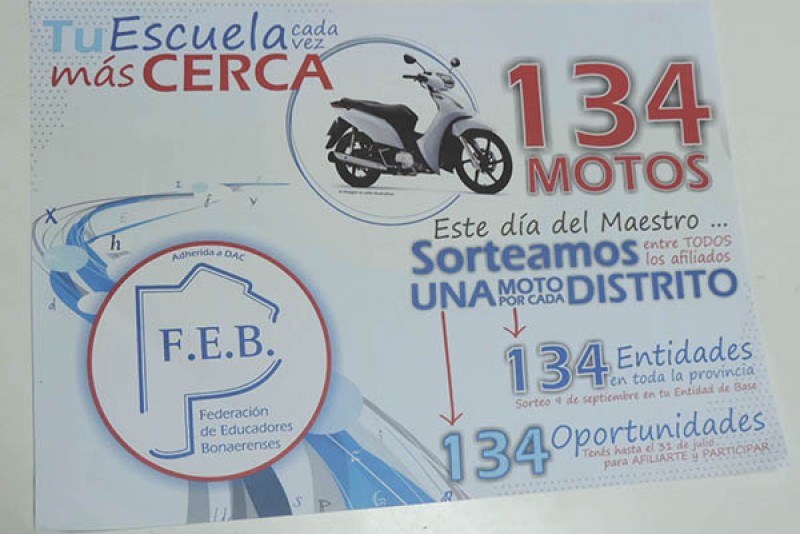 Tu Escuela cada vez
más CERCA
134
MOTOS
Este día del Maestro ...
Sorteamos entre TODOS los afiliados
UNA MOTO POR CADA DISTRITO
134 Entidades
en toda la provincia
Sorteo 9 de septiembre en tu Entidad de Base
134 Oportunidades
Tenés hasta el 31 de julio
para AFILIARTE y PARTICIPAR
Adherida a DAC
F.E.B.
Federación
de Educadores
Bonaerenses